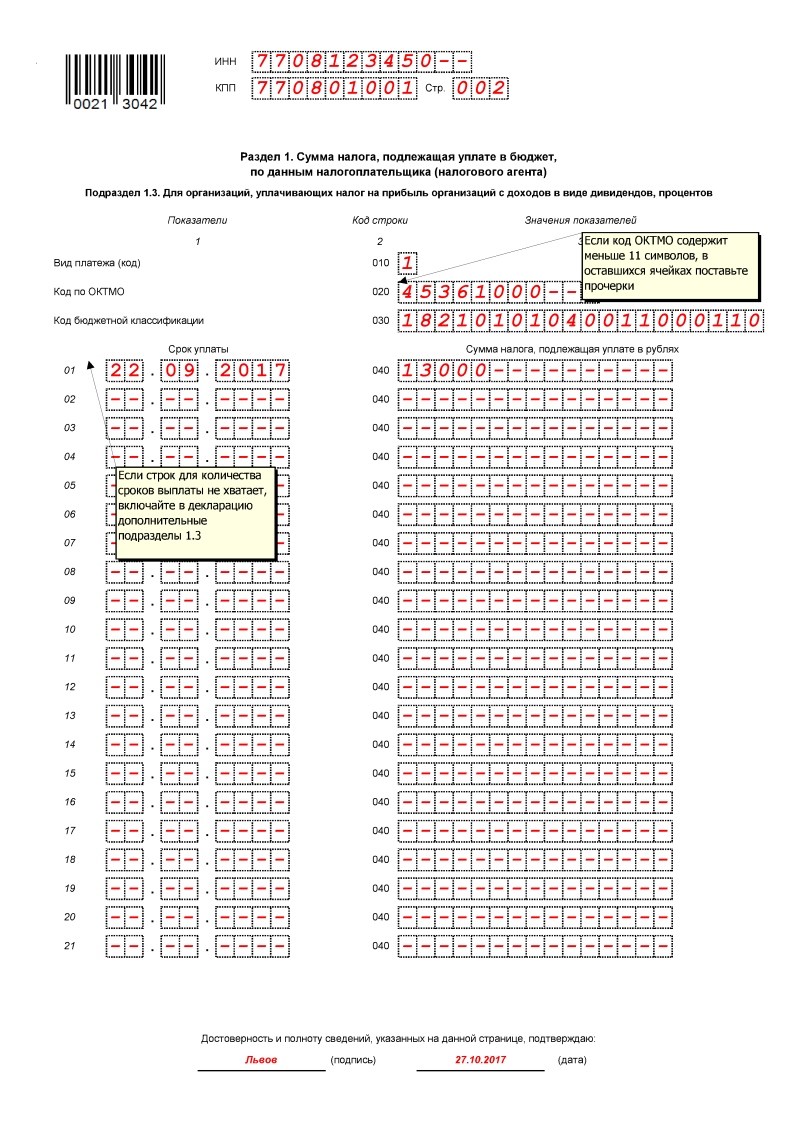 ИНН 7708123450--
0021 3042
КПП 770801001 Стр. 002
Раздел 1. Сумма налога, подлежащая уплате в бюджет,
по данным налогоплательщика (налогового агента)
Подраздел 1.3. Для организаций, уплачивающих налог на прибыль организаций с доходов в виде дивидендов, процентов
Показатели Код строки Значения показателей
1 2
Если код ОКТМО содержит
меньше 11 символов, в
оставшихся ячейках поставьте
прочерки
Вид платежа (код) 010 1
Код по ОКТМО 020 45361000--
Код бюджетной классификации 030 18210101040011000110
Срок уплаты Сумма налога, подлежащая уплате в рублях
01 22.09.2017 040 13000----------
02 --.--.---- 040 ---------------
03 --.--.---- 040 ---------------
04 --.--.---- 040 ---------------
Если строк для количества
сроков выплаты не хватает,
включайте в декларацию
дополнительные
подразделы 1.3
05 - 040 ---------------
06 - 040 ---------------
07 - 040 ---------------
08 --.--.---- 040 ---------------
09 --.--.---- 040 ---------------
10 --.--.---- 040 ---------------
11 --.--.---- 040 ---------------
12 --.--.---- 040 ---------------
13 --.--.---- 040 ---------------
14 --.--.---- 040 ---------------
15 --.--.---- 040 ---------------
16 --.--.---- 040 ---------------
17 --.--.---- 040 ---------------
18 --.--.---- 040 ---------------
19 --.--.---- 040 ---------------
20 --.--.---- 040 ---------------
21 --.--.---- 040 ---------------
Достоверность и полноту сведений, указанных на данной странице, подтверждаю:
Львов (подпись) 27.10.2017 (дата)